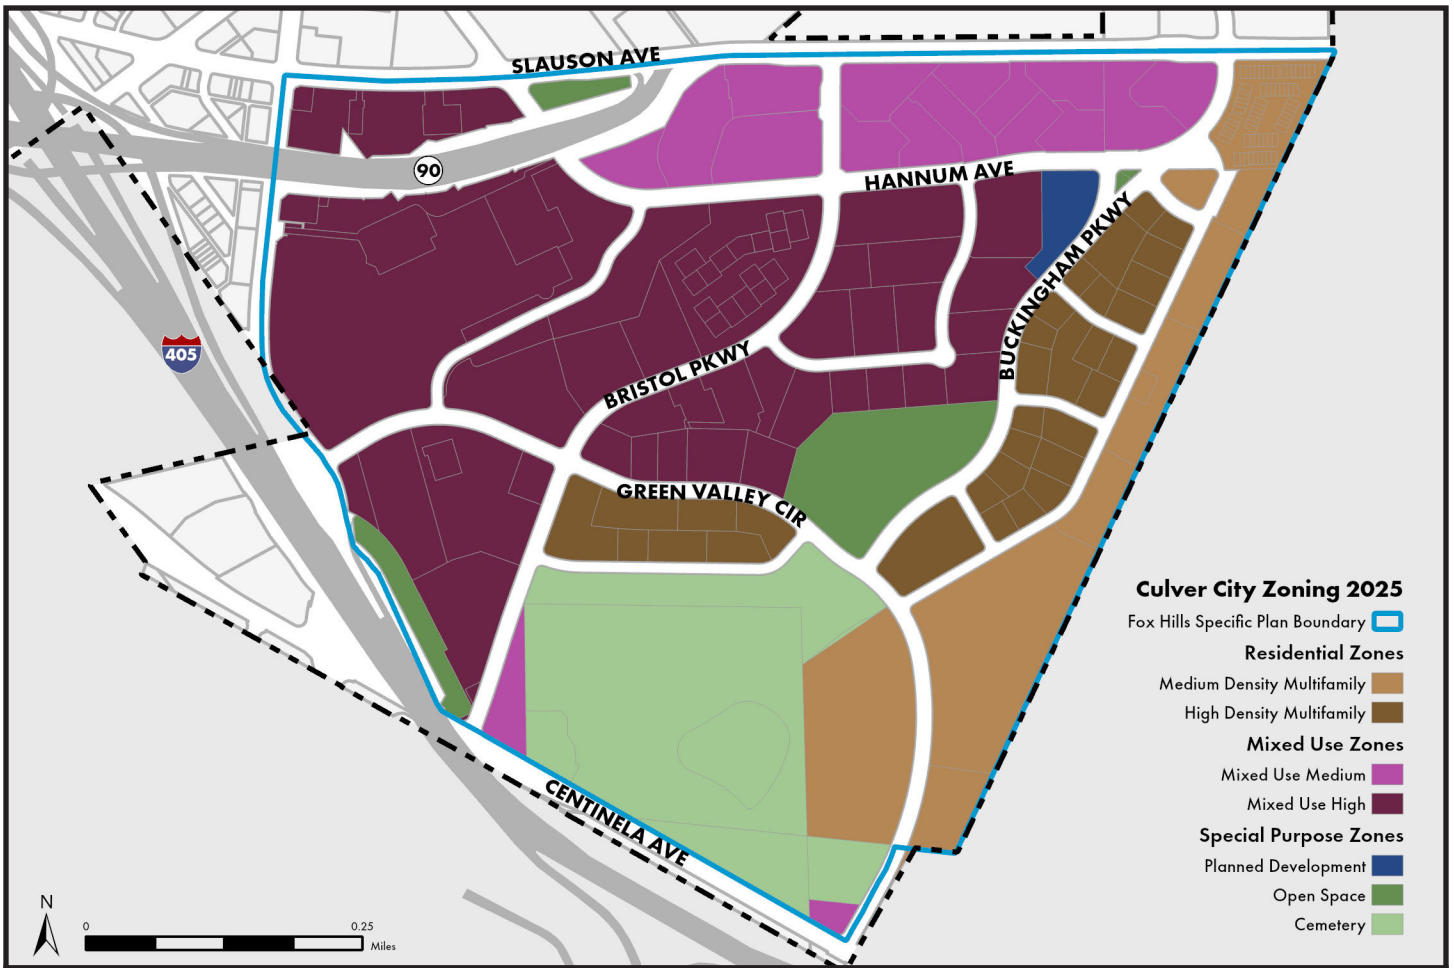 SLAUSON AVE
90
HANNUM AVE
BUCKINGHAM PKWY
405
BRISTOL PKWY
GREEN VALLEY CIR
CENTINELA AVE
Culver City Zoning 2025
Fox Hills Specific Plan Boundary
Residential Zones
Medium Density Multifamily
High Density Multifamily
Mixed Use Zones
Mixed Use Medium
Mixed Use High
Special Purpose Zones
Planned Development
Open Space
Cemetery
N
0 0.25
Miles